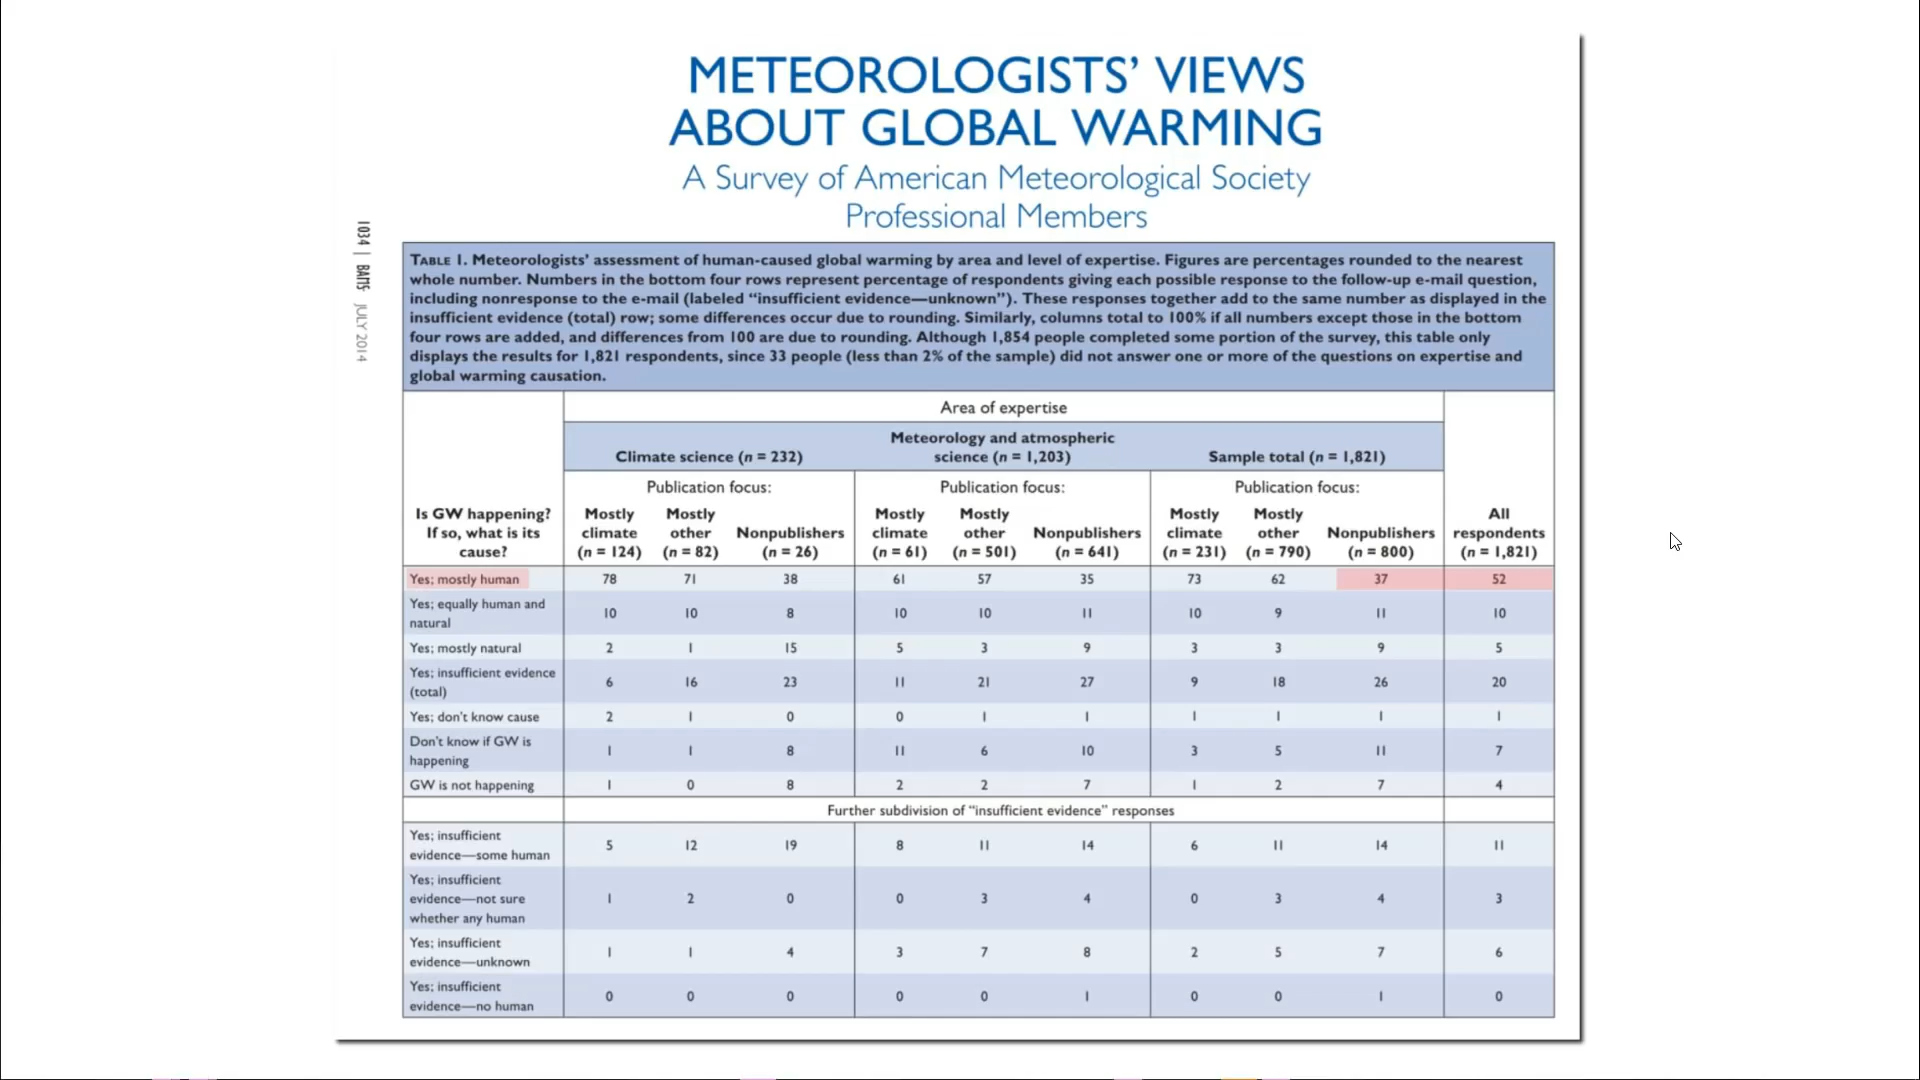 METEOROLOGISTS’ VIEWS
ABOUT GLOBAL WARMING
A Survey of American Meteorological Society
Professional Members
1034 | BAMS JULY 2014
TABLE 1. Meteorologists’ assessment of human-caused global warming by area and level of expertise. Figures are percentages rounded to the nearest
whole number. Numbers in the bottom four rows represent percentage of respondents giving each possible response to the follow-up e-mail question,
including nonresponse to the e-mail (labeled “insufficient evidence—unknown”). These responses together add to the same number as displayed in the
insufficient evidence (total) row; some differences occur due to rounding. Similarly, columns total to 100% if all numbers except those in the bottom
four rows are added, and differences from 100 are due to rounding. Although 1,854 people completed some portion of the survey, this table only
displays the results for 1,821 respondents, since 33 people (less than 2% of the sample) did not answer one or more of the questions on expertise and
global warming causation.
Area of expertise
Climate science (n = 232) Meteorology and atmospheric science (n = 1,203) Sample total (n = 1,821)
Publication focus: Publication focus: Publication focus:
Is GW happening? If so, what is its cause? Mostly climate (n = 124) Mostly other (n = 82) Nonpublishers (n = 26) Mostly climate (n = 61) Mostly other (n = 501) Nonpublishers (n = 641) Mostly climate (n = 231) Mostly other (n = 790) Nonpublishers (n = 800) All respondents (n = 1,821)
Yes; mostly human 78 71 38 61 57 35 73 62 37 52
Yes; equally human and natural 10 10 8 10 10 11 10 9 11 10
Yes; mostly natural 2 1 15 5 3 9 3 3 9 5
Yes; insufficient evidence (total) 6 16 23 11 21 27 9 18 26 20
Yes; don’t know cause 2 1 0 0 1 1 1 1 1 1
Don’t know if GW is happening 1 1 8 11 6 10 3 5 11 7
GW is not happening 1 0 8 2 2 7 1 2 7 4
Further subdivision of “insufficient evidence” responses
Yes; insufficient evidence—some human 5 12 19 8 11 14 6 11 14 11
Yes; insufficient evidence—not sure whether any human 1 2 0 0 3 4 0 3 4 3
Yes; insufficient evidence—unknown 1 1 4 3 7 8 2 5 7 6
Yes; insufficient evidence—no human 0 0 0 0 0 1 0 0 1 0